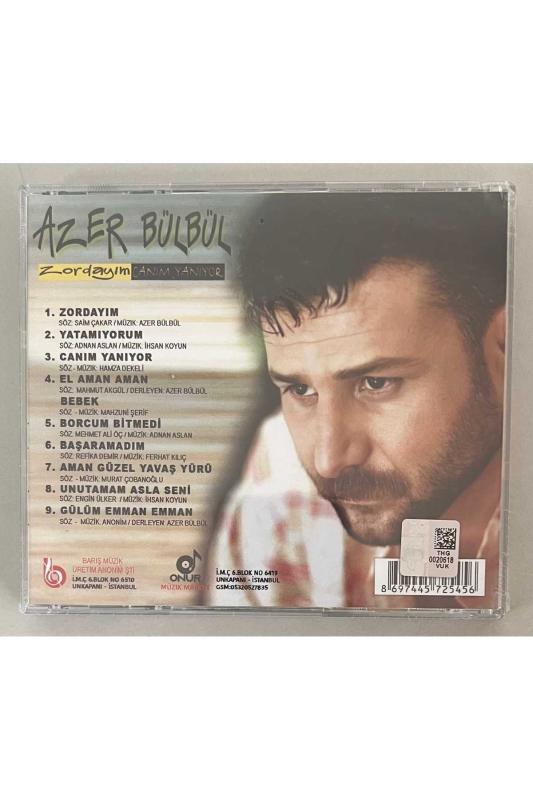 AZER BÜLBÜL
Zordayım CANIM YANIYOR
1. ZORDAYIM
SÖZ: SAİM ÇAKAR / MÜZİK: AZER BÜLBÜL
2. YATAMIYORUM
SÖZ: ADNAN ASLAN / MÜZİK: İHSAN KOYUN
3. CANIM YANIYOR
SÖZ - MÜZİK: HAMZA DEKELİ
4. EL AMAN AMAN
SÖZ: MAHMUT AKGÜL / DERLEYEN: AZER BÜLBÜL
BEBEK
SÖZ - MÜZİK: MAHZUNİ ŞERİF
5. BORCUM BİTMEDİ
SÖZ: MEHMET ALİ ÖÇ / MÜZİK: ADNAN ASLAN
6. BAŞARAMADIM
SÖZ: REFİKA DEMİR / MÜZİK: FERHAT KILIÇ
7. AMAN GÜZEL YAVAŞ YÜRÜ
SÖZ - MÜZİK: MURAT ÇOBANOĞLU
8. UNUTAMAM ASLA SENİ
SÖZ: ENGİN ÜLKER / MÜZİK: İHSAN KOYUN
9. GÜLÜM EMMAN EMMAN
SÖZ - MÜZİK: ANONİM / DERLEYEN: AZER BÜLBÜL
BARIŞ MÜZİK
ÜRETİM ANONİM ŞTİ
İ.M.Ç 6.BLOK NO 6510
UNKAPANI - İSTANBUL
ONUR
MÜZİK
İ.M.Ç 6.BLOK NO 6419
UNKAPANI - İSTANBUL
GSM:05320527835
THG
0020618
VUK
8 697445 725456